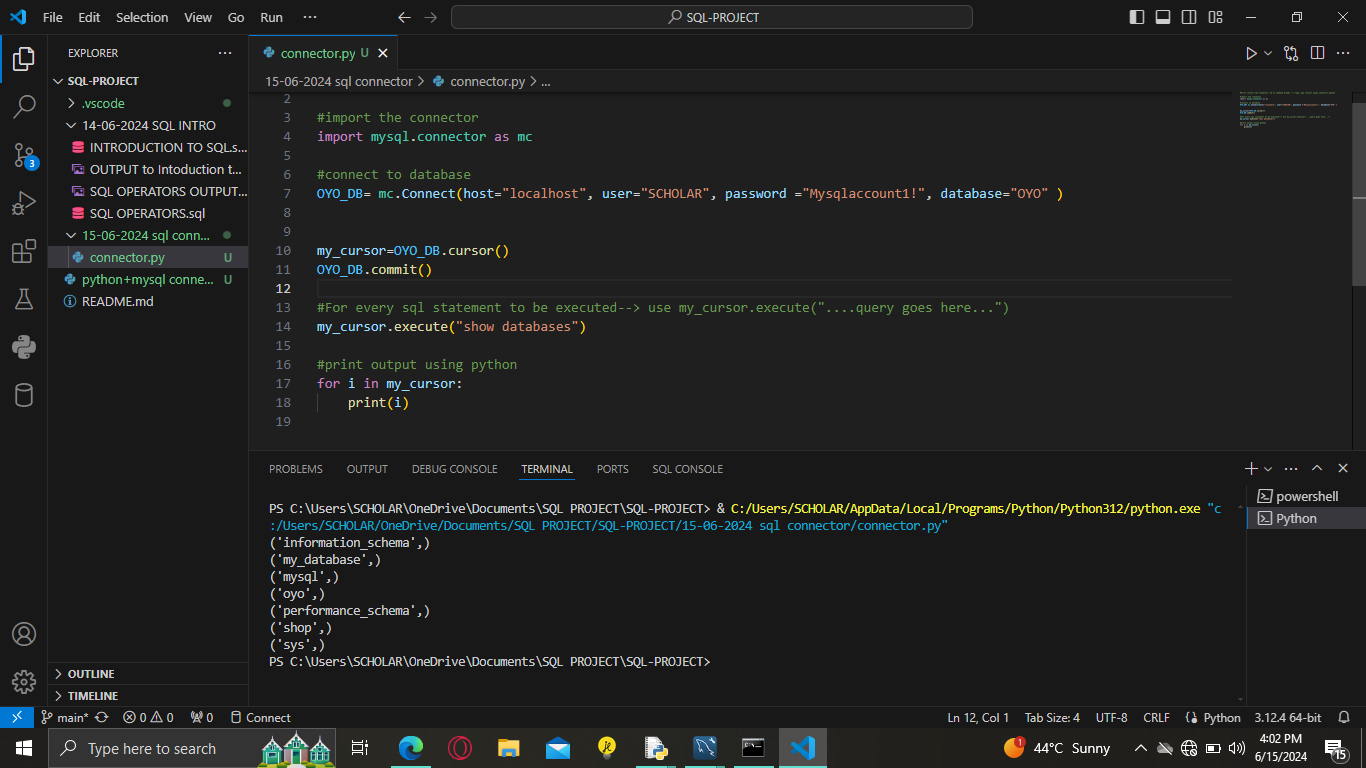 File Edit Selection View Go Run ··· SQL-PROJECT
EXPLORER ···
SQL-PROJECT
.vscode
14-06-2024 SQL INTRO
INTRODUCTION TO SQL.s...
OUTPUT to Intoduction t...
SQL OPERATORS OUTPUT...
SQL OPERATORS.sql
15-06-2024 sql conn...
connector.py U
python+mysql conne... U
README.md
3
OUTLINE
TIMELINE
connector.py U
15-06-2024 sql connector > connector.py > ...
2
3 #import the connector
4 import mysql.connector as mc
5
6 #connect to database
7 OYO_DB= mc.Connect(host="localhost", user="SCHOLAR", password ="Mysqlaccount1!", database="OYO" )
8
9
10 my_cursor=OYO_DB.cursor()
11 OYO_DB.commit()
12
13 #For every sql statement to be executed--> use my_cursor.execute("....query goes here...")
14 my_cursor.execute("show databases")
15
16 #print output using python
17 for i in my_cursor:
18 print(i)
19
PROBLEMS OUTPUT DEBUG CONSOLE TERMINAL PORTS SQL CONSOLE
PS C:\Users\SCHOLAR\OneDrive\Documents\SQL PROJECT\SQL-PROJECT> & C:/Users/SCHOLAR/AppData/Local/Programs/Python/Python312/python.exe "c
:/Users/SCHOLAR/OneDrive/Documents/SQL PROJECT/SQL-PROJECT/15-06-2024 sql connector/connector.py"
('information_schema',)
('my_database',)
('mysql',)
('oyo',)
('performance_schema',)
('shop',)
('sys',)
PS C:\Users\SCHOLAR\OneDrive\Documents\SQL PROJECT\SQL-PROJECT>
powershell
Python
main* 0 0 0 Connect Ln 12, Col 1 Tab Size: 4 UTF-8 CRLF Python 3.12.4 64-bit
Type here to search 1 44°C Sunny 4:02 PM
6/15/2024
15